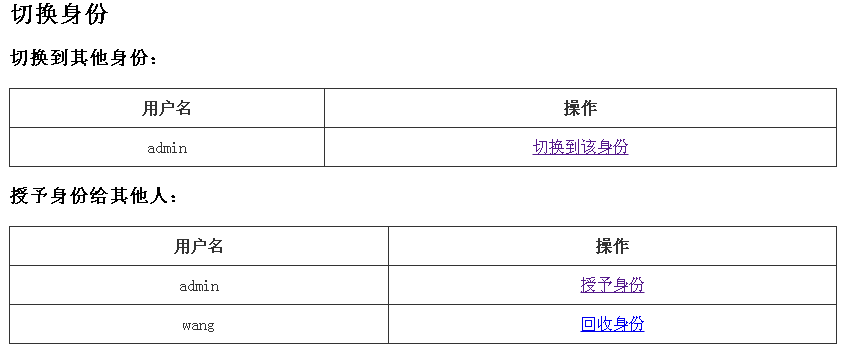 切换身份
切换到其他身份：
用户名 操作
admin 切换到该身份
授予身份给其他人：
用户名 操作
admin 授予身份
wang 回收身份